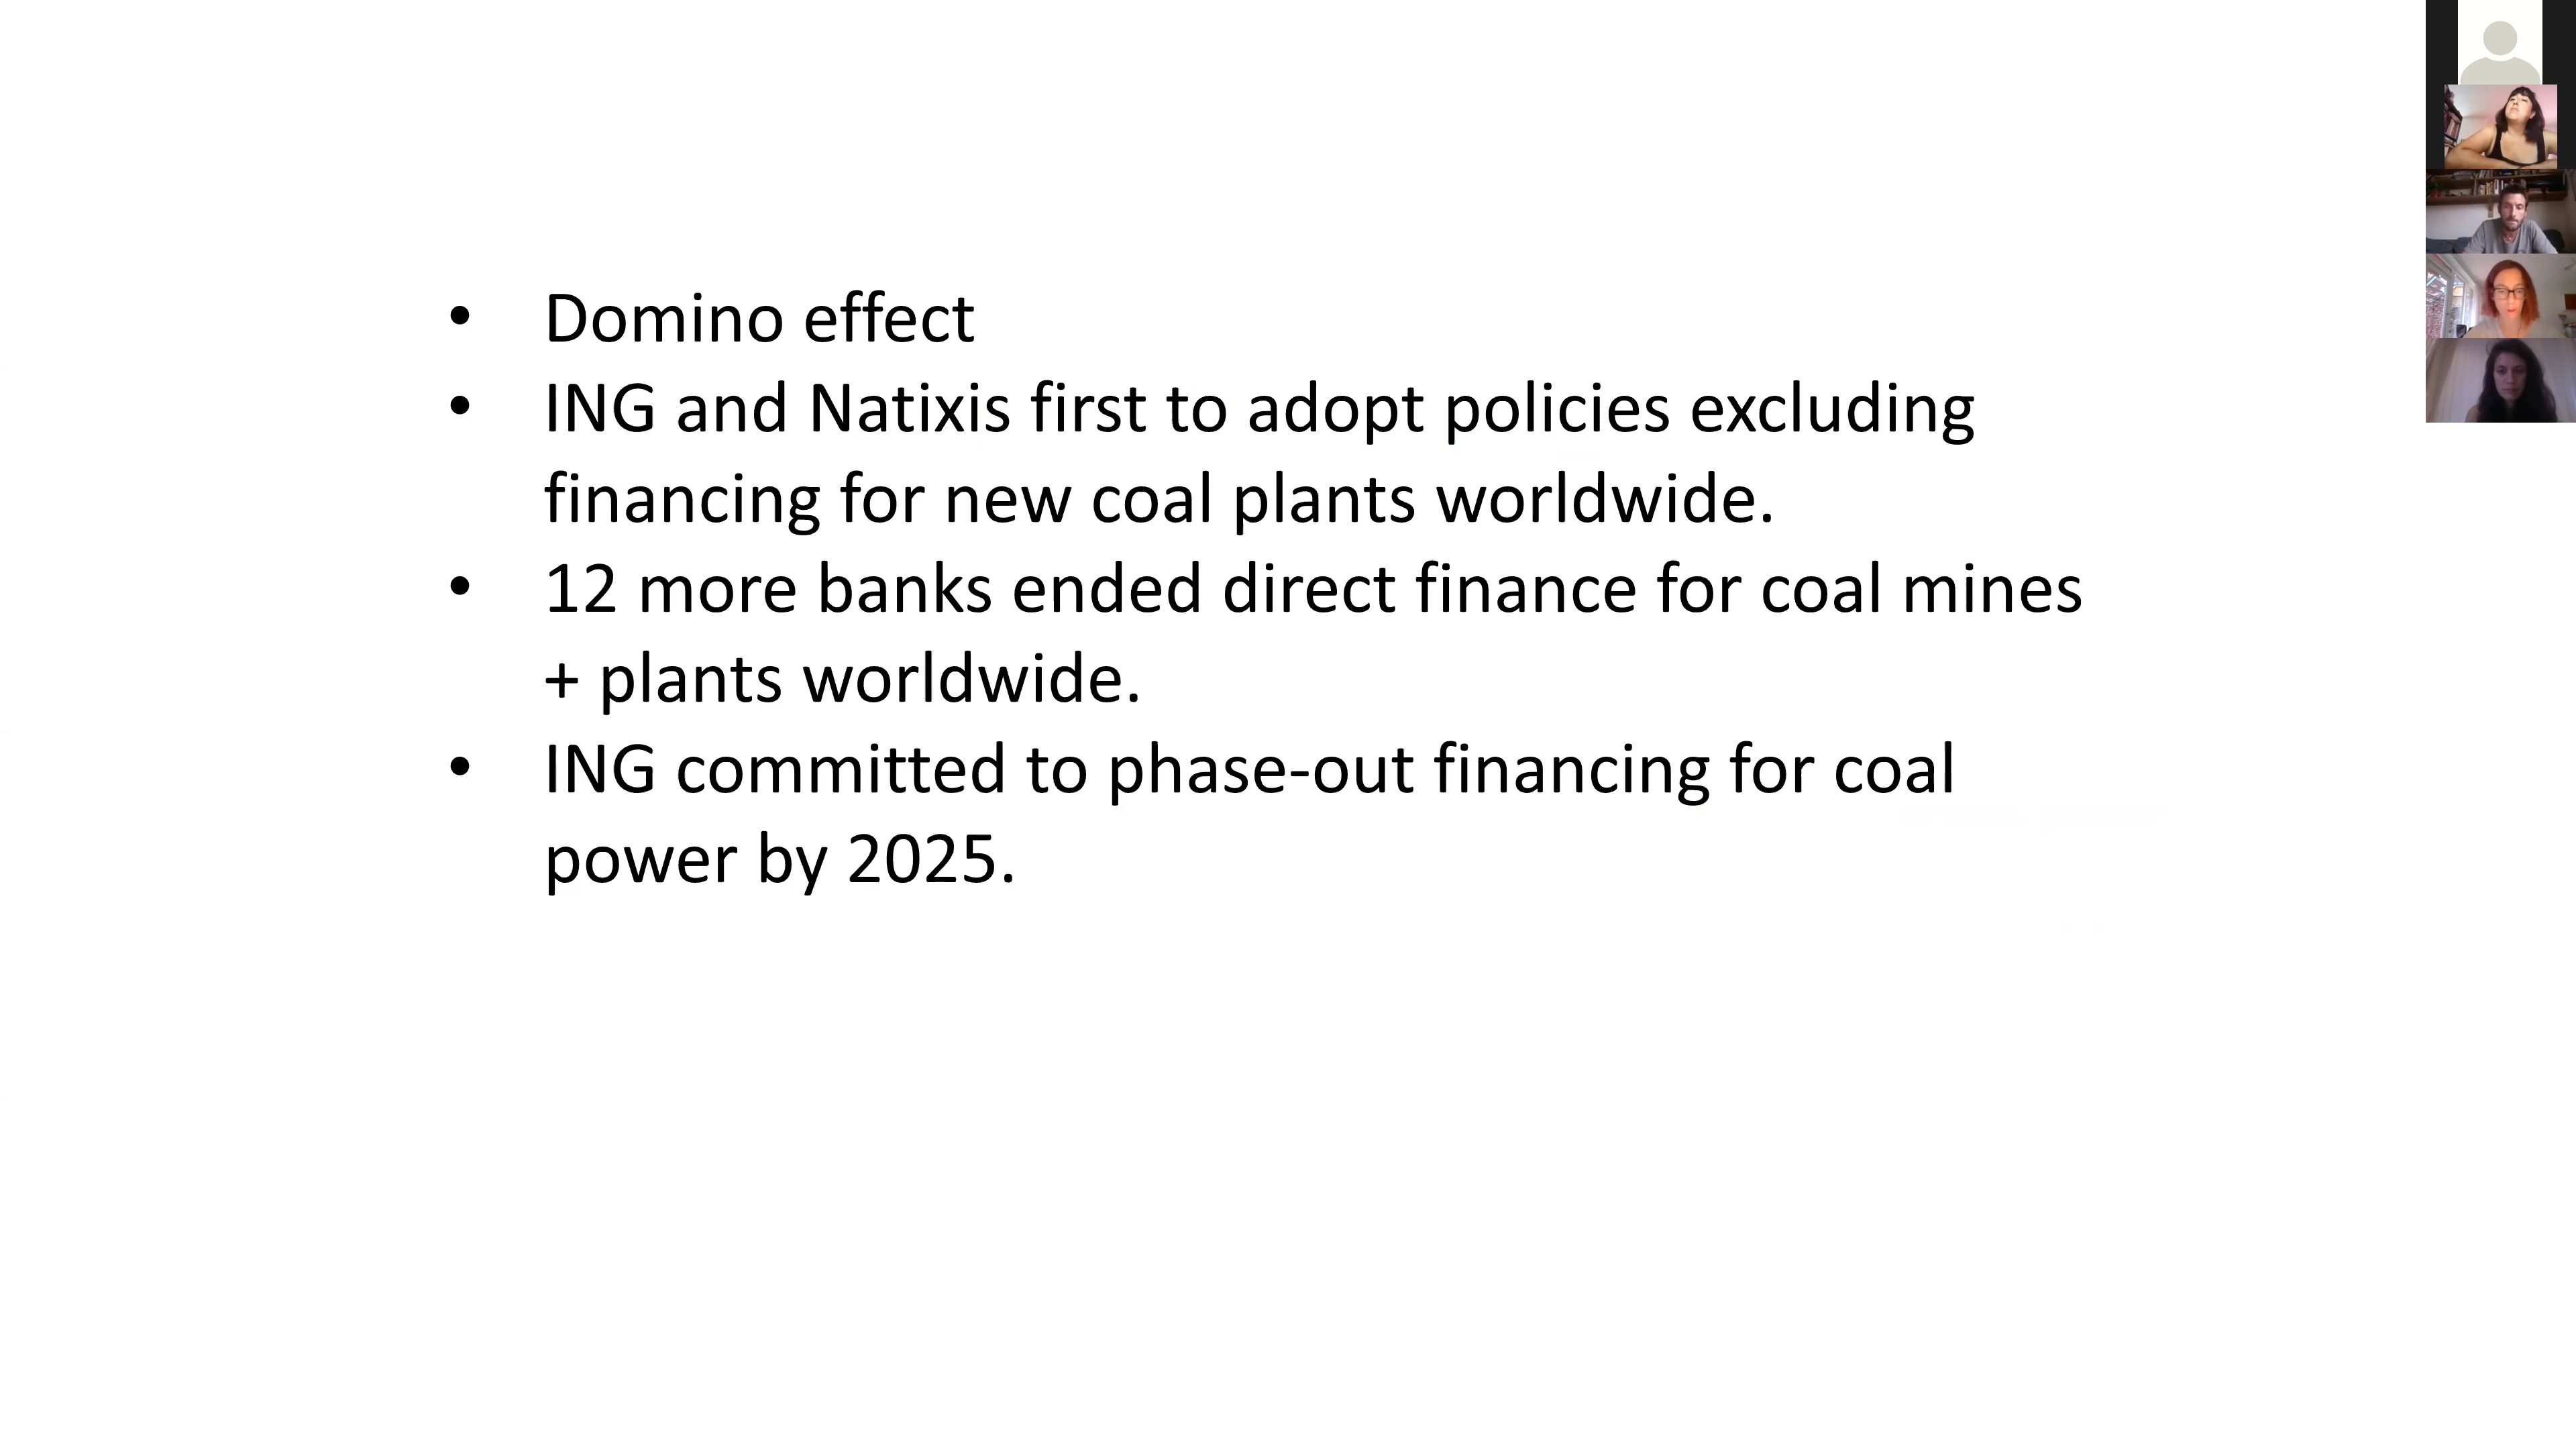 • Domino effect
• ING and Natixis first to adopt policies excluding
financing for new coal plants worldwide.
• 12 more banks ended direct finance for coal mines
+ plants worldwide.
• ING committed to phase-out financing for coal
power by 2025.